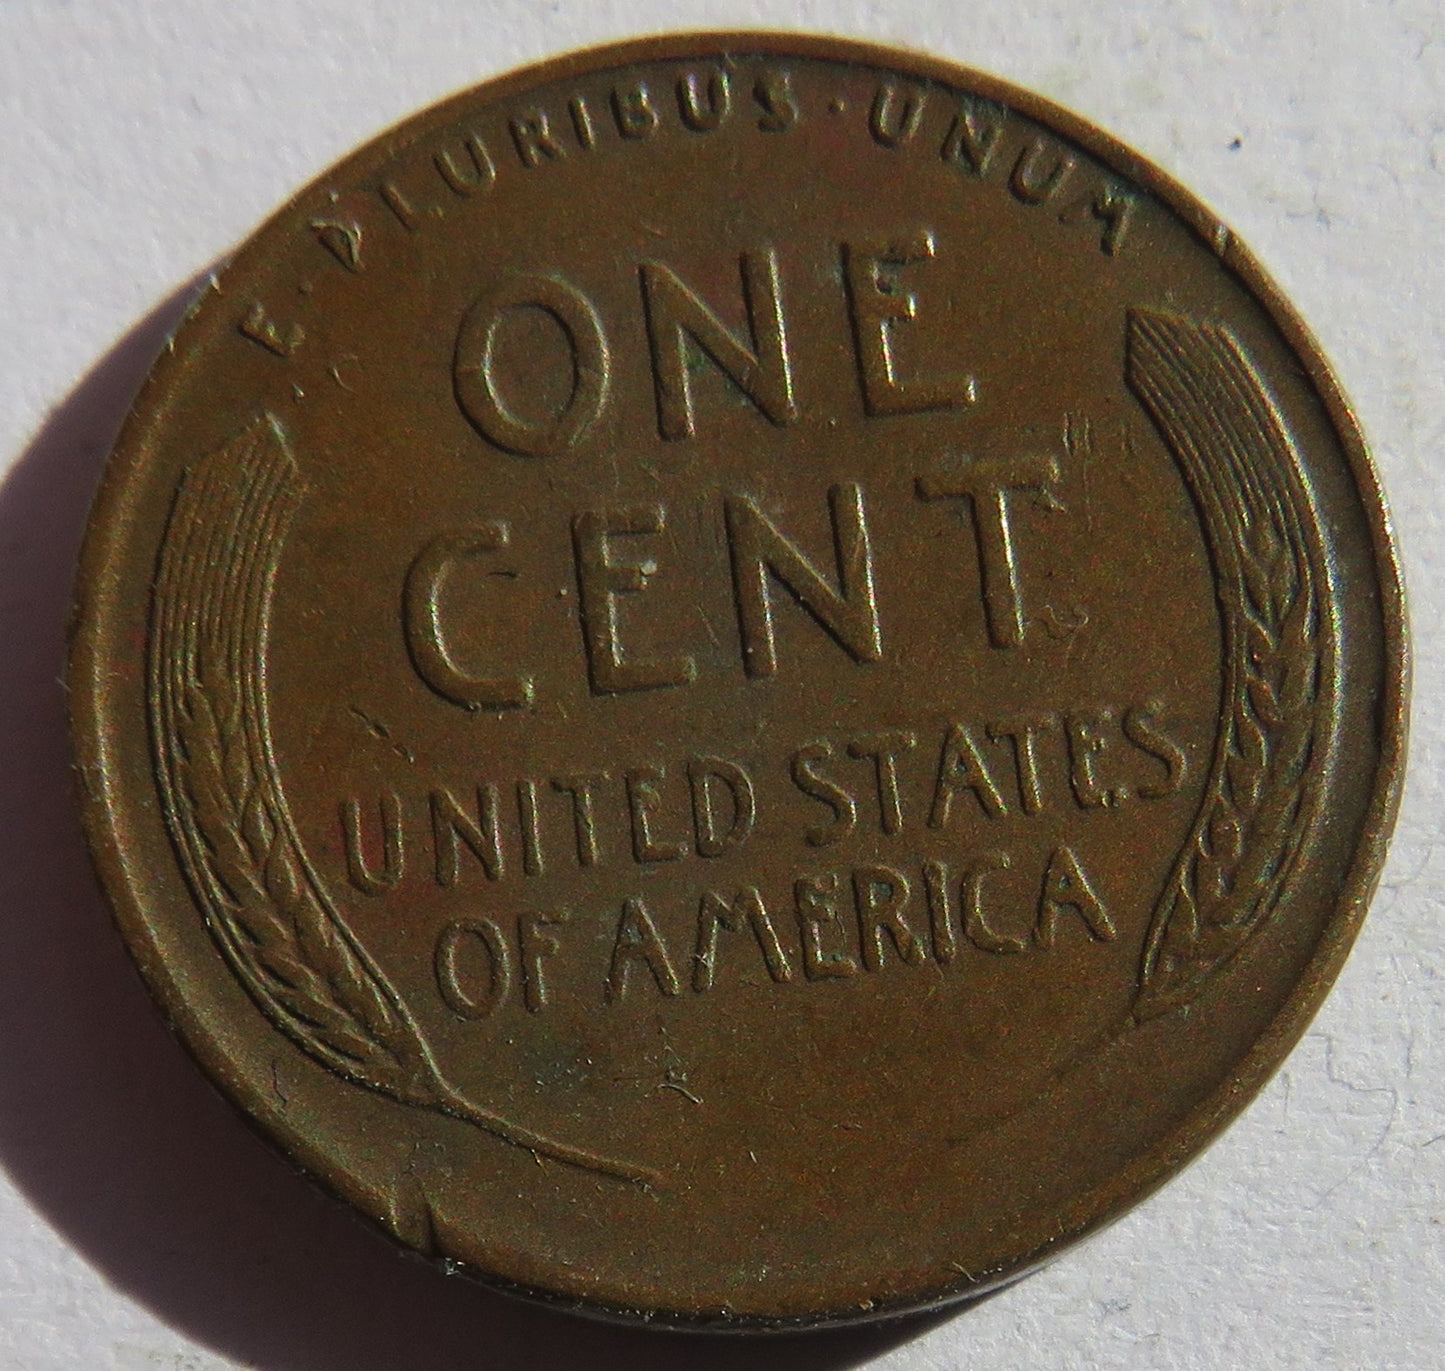 E·PLURIBUS·UNUM
ONE
CENT
UNITED STATES
OF AMERICA